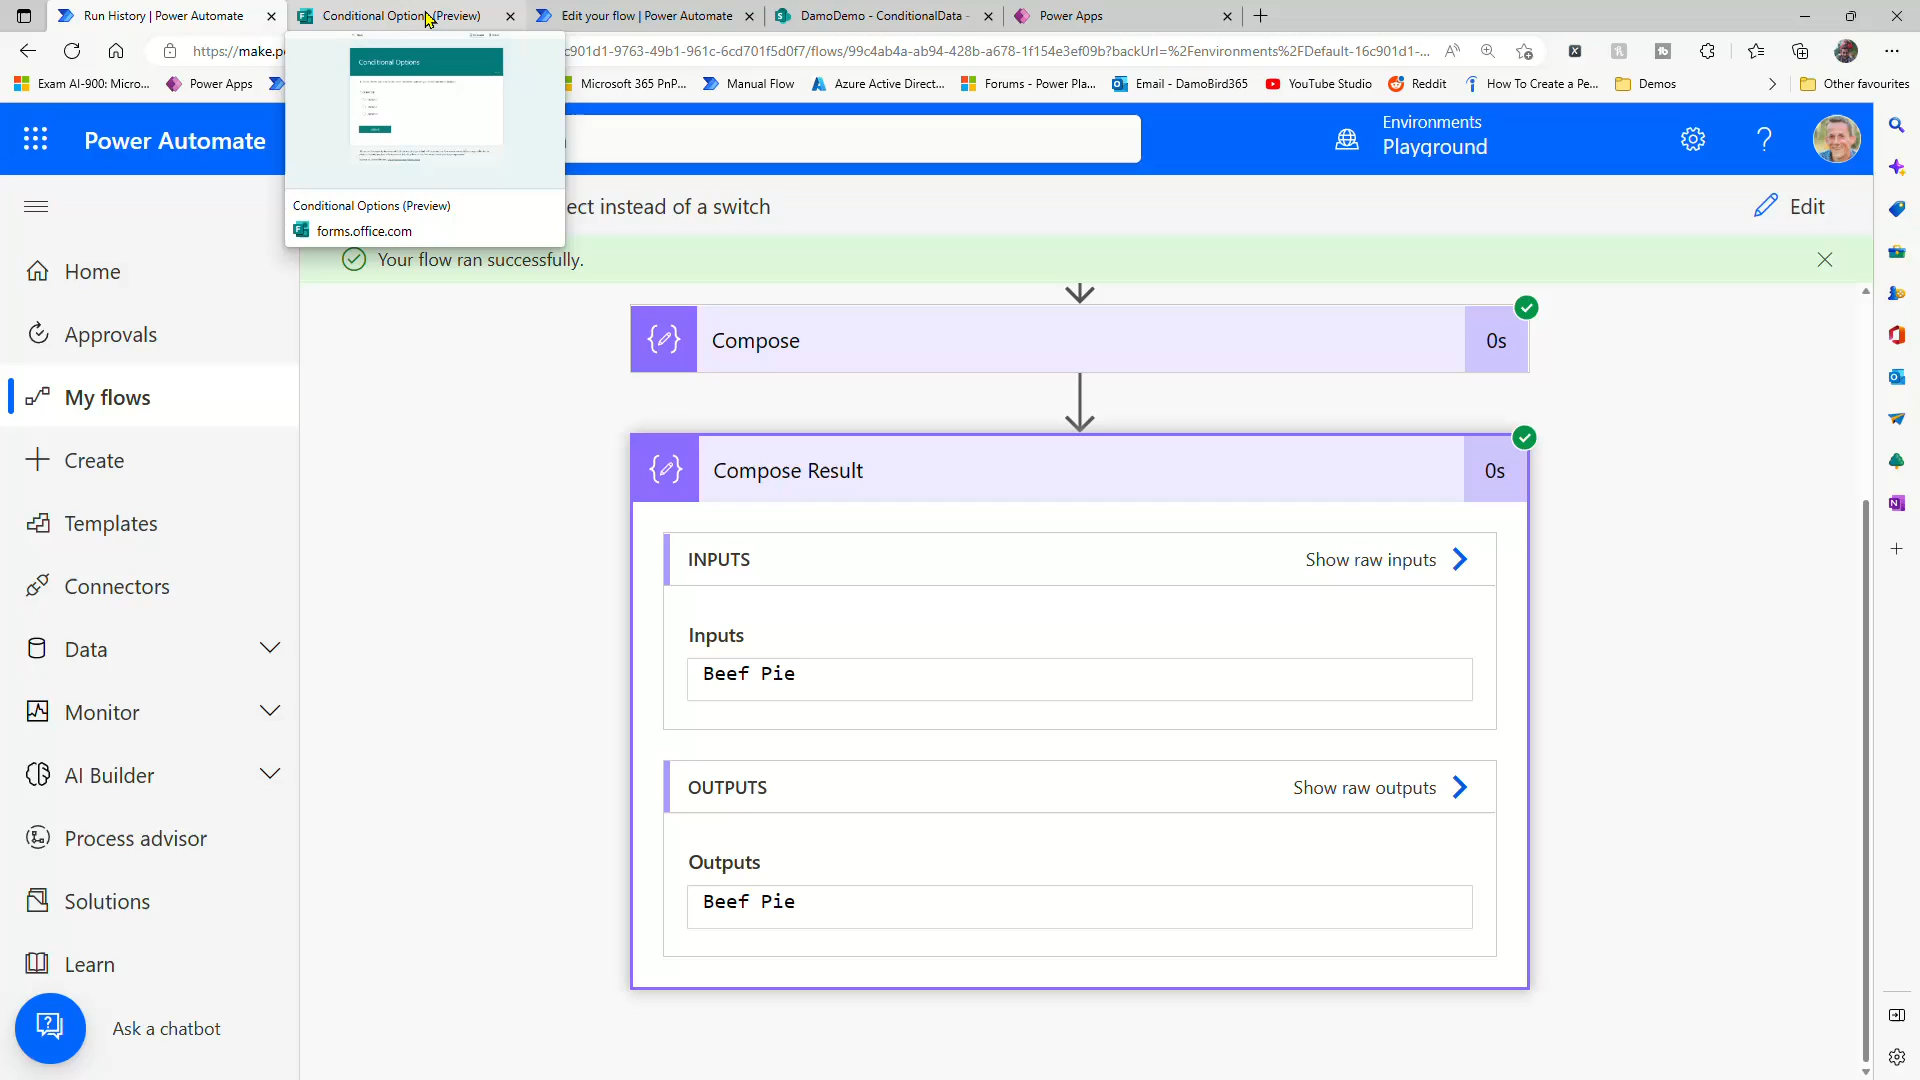 Run History | Power Automate
Conditional Options (Preview)
Edit your flow | Power Automate
DamoDemo - ConditionalData -
Power Apps
https://make.p
c901d1-9763-49b1-961c-6cd701f5d0f7/flows/99c4ab4a-ab94-428b-a678-1f154e3ef09b?backUrl=%2Fenvironments%2FDefault-16c901d1-...
Exam AI-900: Micro...
Power Apps
Microsoft 365 PnP...
Manual Flow
Azure Active Direct...
Forums - Power Pla...
Email - DamoBird365
YouTube Studio
Reddit
How To Create a Pe...
Demos
Other favourites
Conditional Options
Conditional Options (Preview)
forms.office.com
Power Automate
Environments
Playground
ect instead of a switch
Edit
Your flow ran successfully.
Home
Approvals
My flows
Create
Templates
Connectors
Data
Monitor
AI Builder
Process advisor
Solutions
Learn
Ask a chatbot
Compose
0s
Compose Result
0s
INPUTS
Show raw inputs
Inputs
Beef Pie
OUTPUTS
Show raw outputs
Outputs
Beef Pie